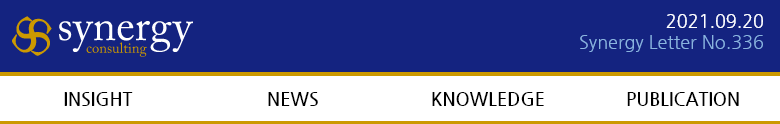 synergy
consulting
2021.09.20
Synergy Letter No.336
INSIGHT NEWS KNOWLEDGE PUBLICATION